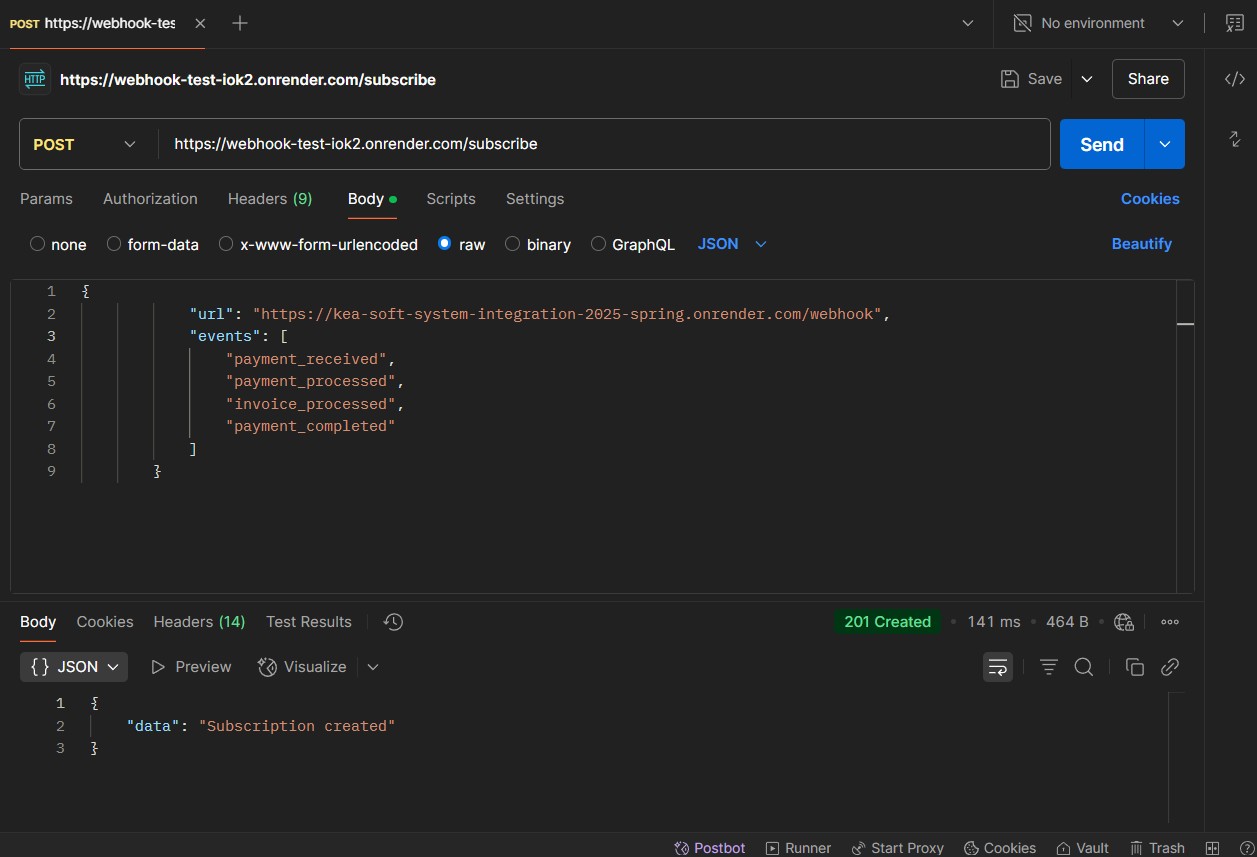 POST https://webhook-tes
No environment
HTTP https://webhook-test-iok2.onrender.com/subscribe
Save
Share
POST https://webhook-test-iok2.onrender.com/subscribe
Send
Params Authorization Headers (9) Body Scripts Settings Cookies
none form-data x-www-form-urlencoded raw binary GraphQL JSON Beautify
1 {
2 "url": "https://kea-soft-system-integration-2025-spring.onrender.com/webhook",
3 "events": [
4 "payment_received",
5 "payment_processed",
6 "invoice_processed",
7 "payment_completed"
8 ]
9 }
Body Cookies Headers (14) Test Results 201 Created • 141 ms • 464 B •
{} JSON Preview Visualize
1 {
2 "data": "Subscription created"
3 }
Postbot Runner Start Proxy Cookies Vault Trash